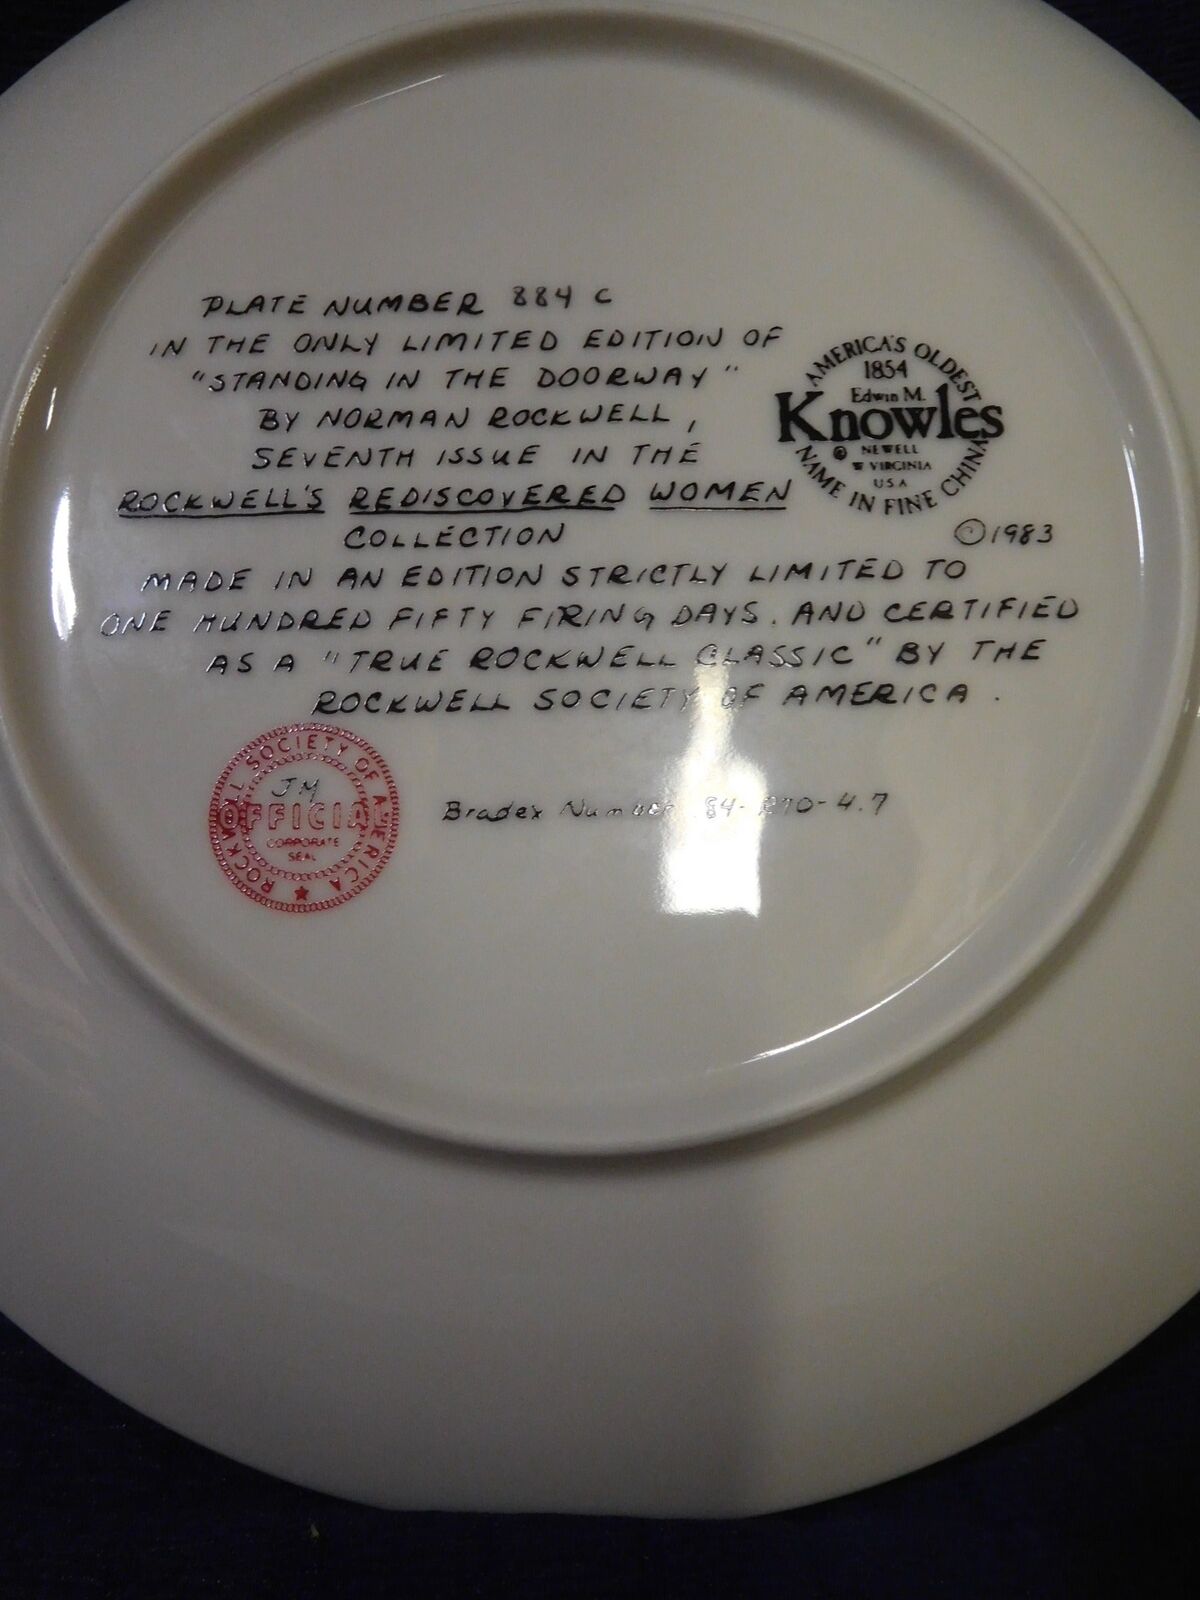 PLATE NUMBER 884 C
IN THE ONLY LIMITED EDITION OF
"STANDING IN THE DOORWAY"
BY NORMAN ROCKWELL,
SEVENTH ISSUE IN THE
ROCKWELL'S REDISCOVERED WOMEN
COLLECTION
MADE IN AN EDITION STRICTLY LIMITED TO
ONE HUNDRED FIFTY FIRING DAYS. AND CERTIFIED
AS A "TRUE ROCKWELL CLASSIC" BY THE
ROCKWELL SOCIETY OF AMERICA.
AMERICA'S OLDEST
1854
Edwin M.
Knowles
© NEWELL
W VIRGINIA
U.S.A
NAME IN FINE CHINA
©1983
ROCKWELL SOCIETY OF AMERICA
JM
OFFICIAL
CORPORATE
SEAL
Bradex Number 84-R70-4.7